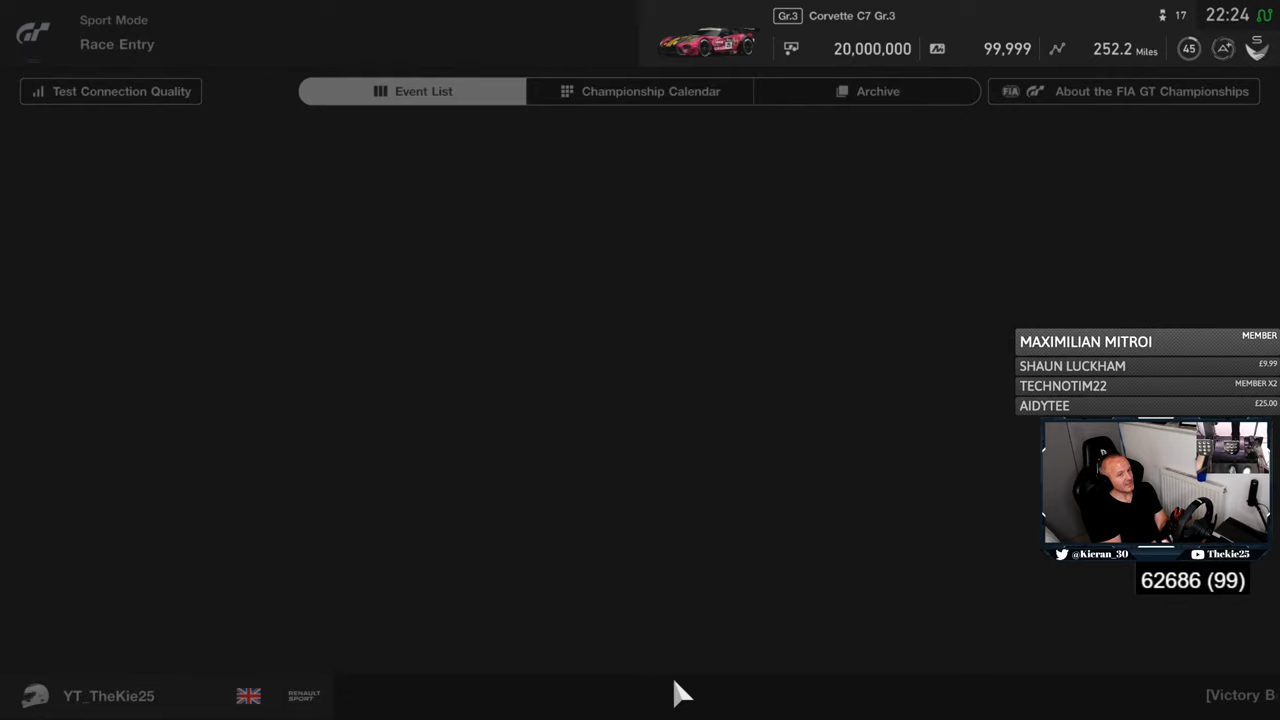 Sport Mode
Race Entry
Gr.3 Corvette C7 Gr.3
17 22:24
20,000,000 99,999 252.2 Miles 45 A+ S
Test Connection Quality
Event List
Championship Calendar
Archive
FIA GT About the FIA GT Championships
MAXIMILIAN MITROI MEMBER
SHAUN LUCKHAM £9.99
TECHNOTIM22 MEMBER X2
AIDYTEE £25.00
@Kieran_30 Thekie25
62686 (99)
YT_TheKie25 RENAULT SPORT
[Victory B